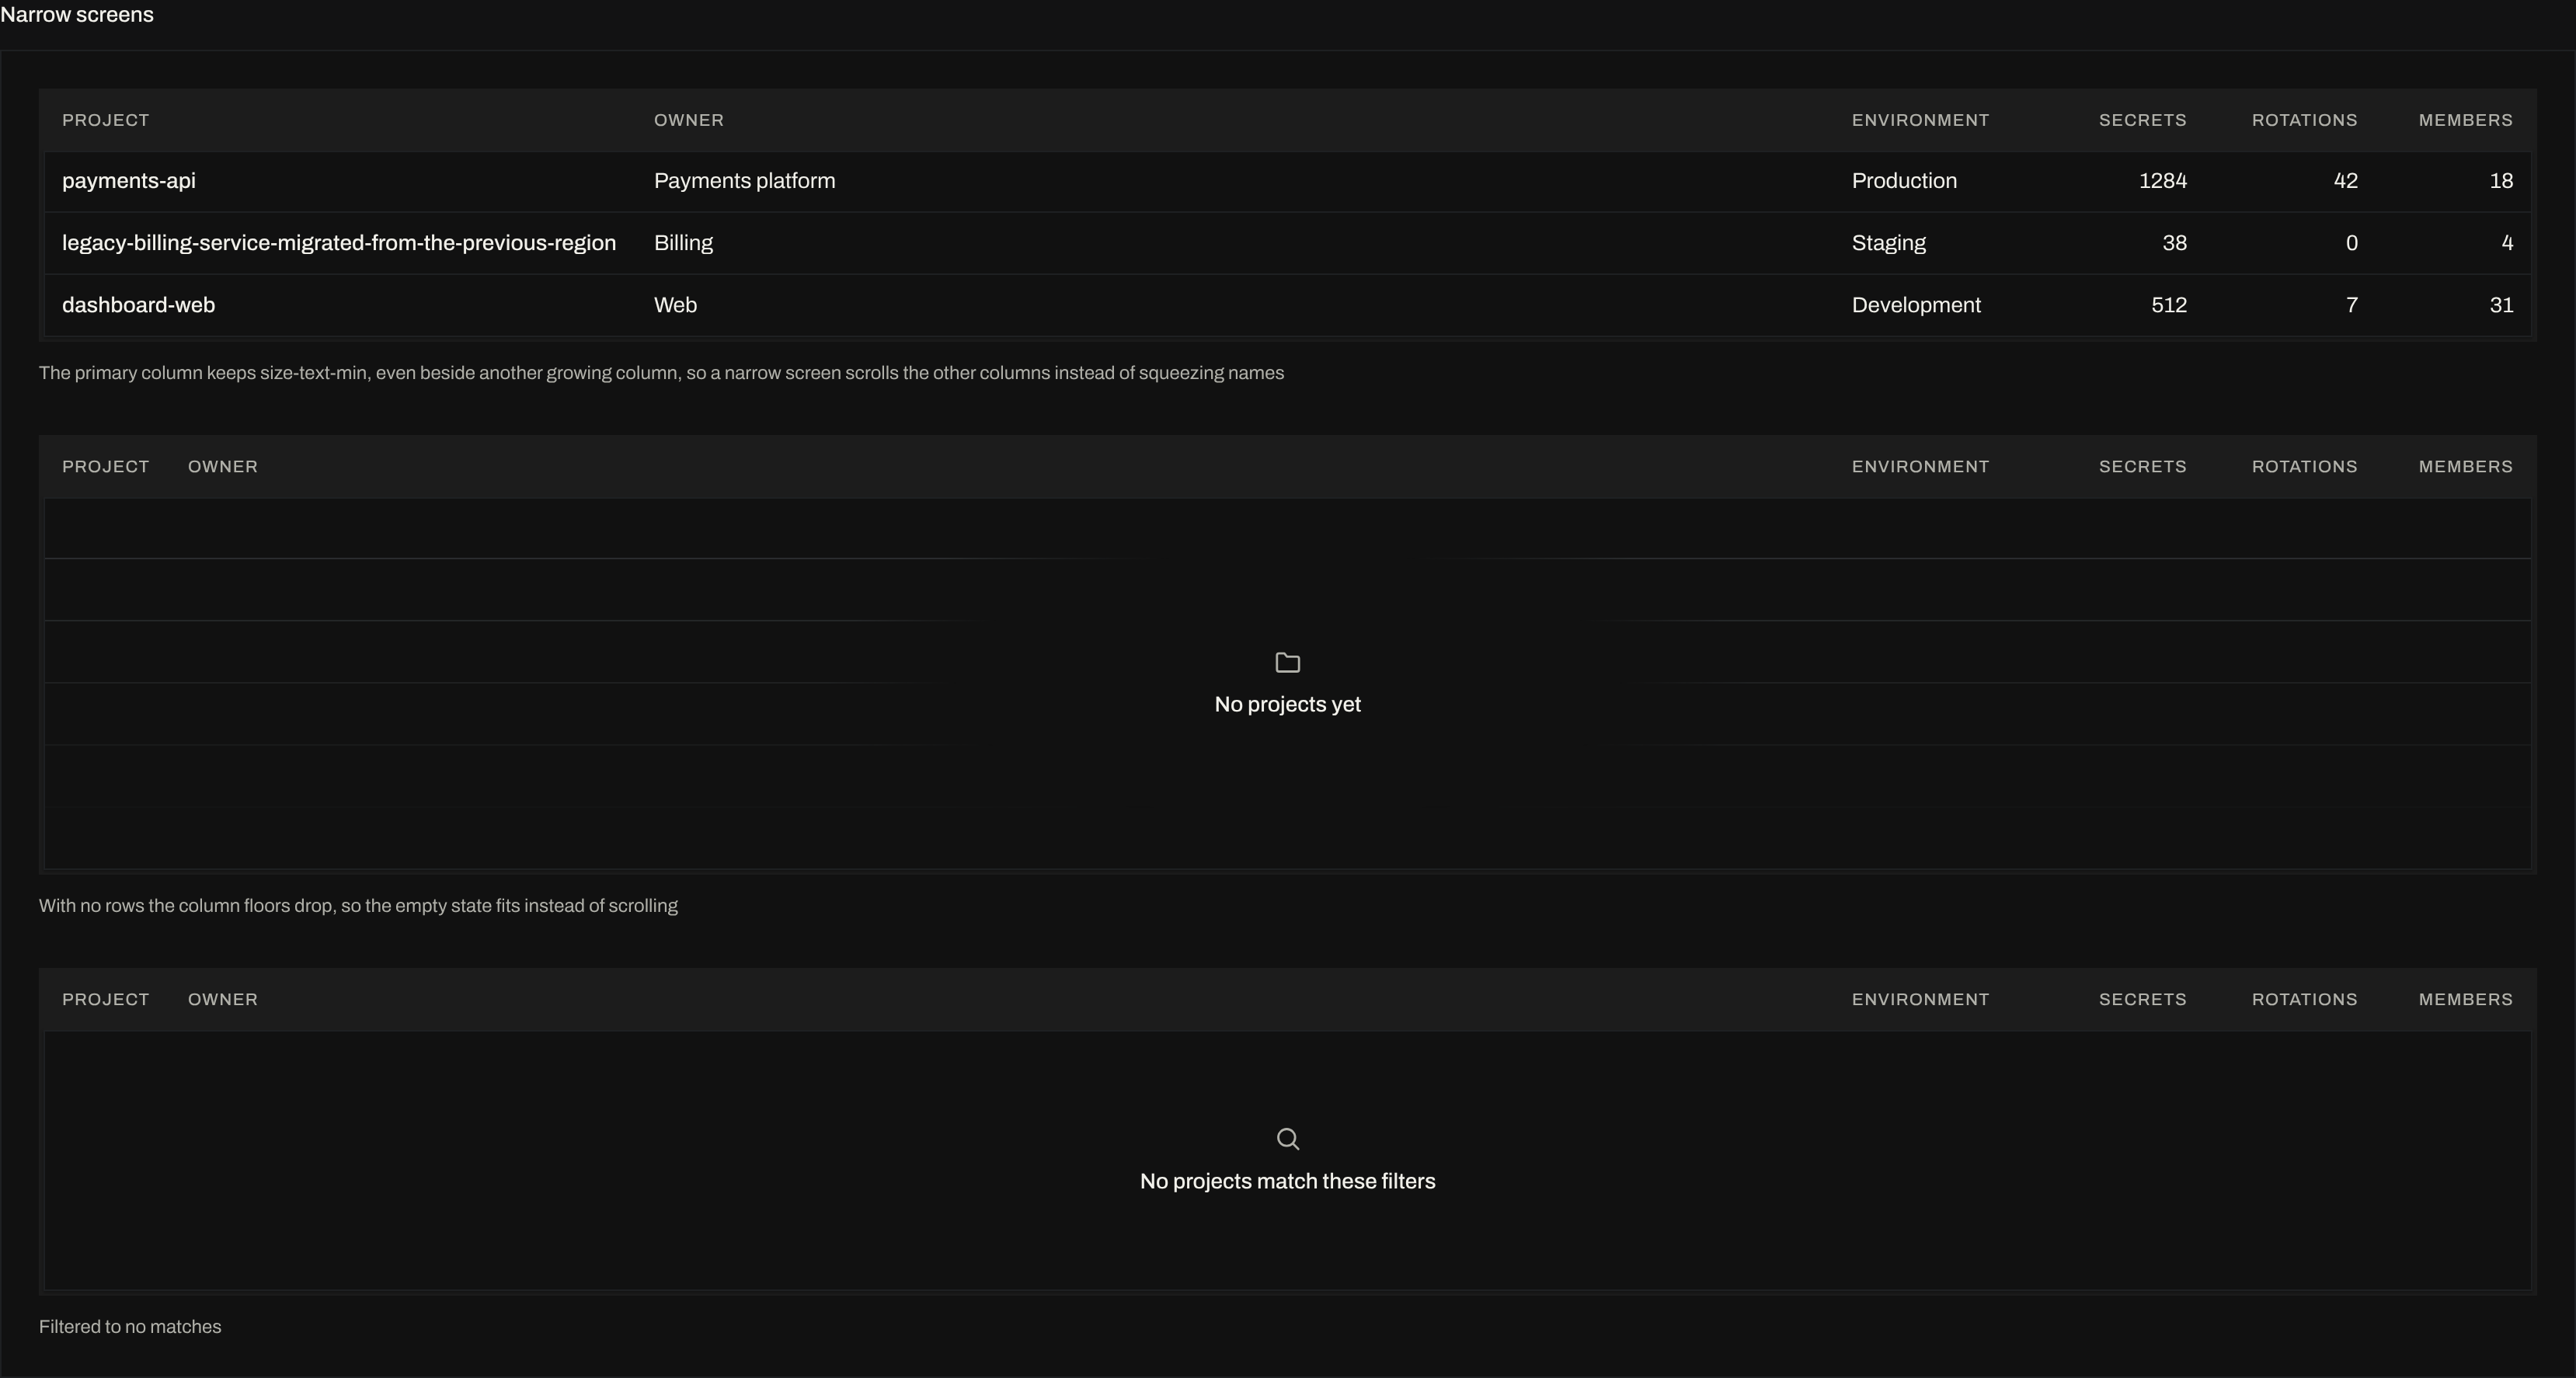 Narrow screens
PROJECT OWNER ENVIRONMENT SECRETS ROTATIONS MEMBERS
payments-api Payments platform Production 1284 42 18
legacy-billing-service-migrated-from-the-previous-region Billing Staging 38 0 4
dashboard-web Web Development 512 7 31
The primary column keeps size-text-min, even beside another growing column, so a narrow screen scrolls the other columns instead of squeezing names
PROJECT OWNER ENVIRONMENT SECRETS ROTATIONS MEMBERS
No projects yet
With no rows the column floors drop, so the empty state fits instead of scrolling
PROJECT OWNER ENVIRONMENT SECRETS ROTATIONS MEMBERS
No projects match these filters
Filtered to no matches